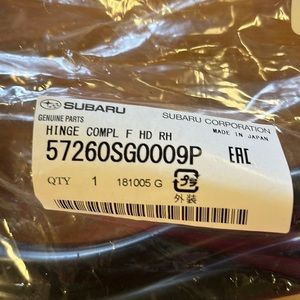 SUBARU
SUBARU CORPORATION
GENUINE PARTS
MADE IN JAPAN
HINGE COMPL F HD RH
57260SG0009P EAC
QTY 1 181005 G
外装